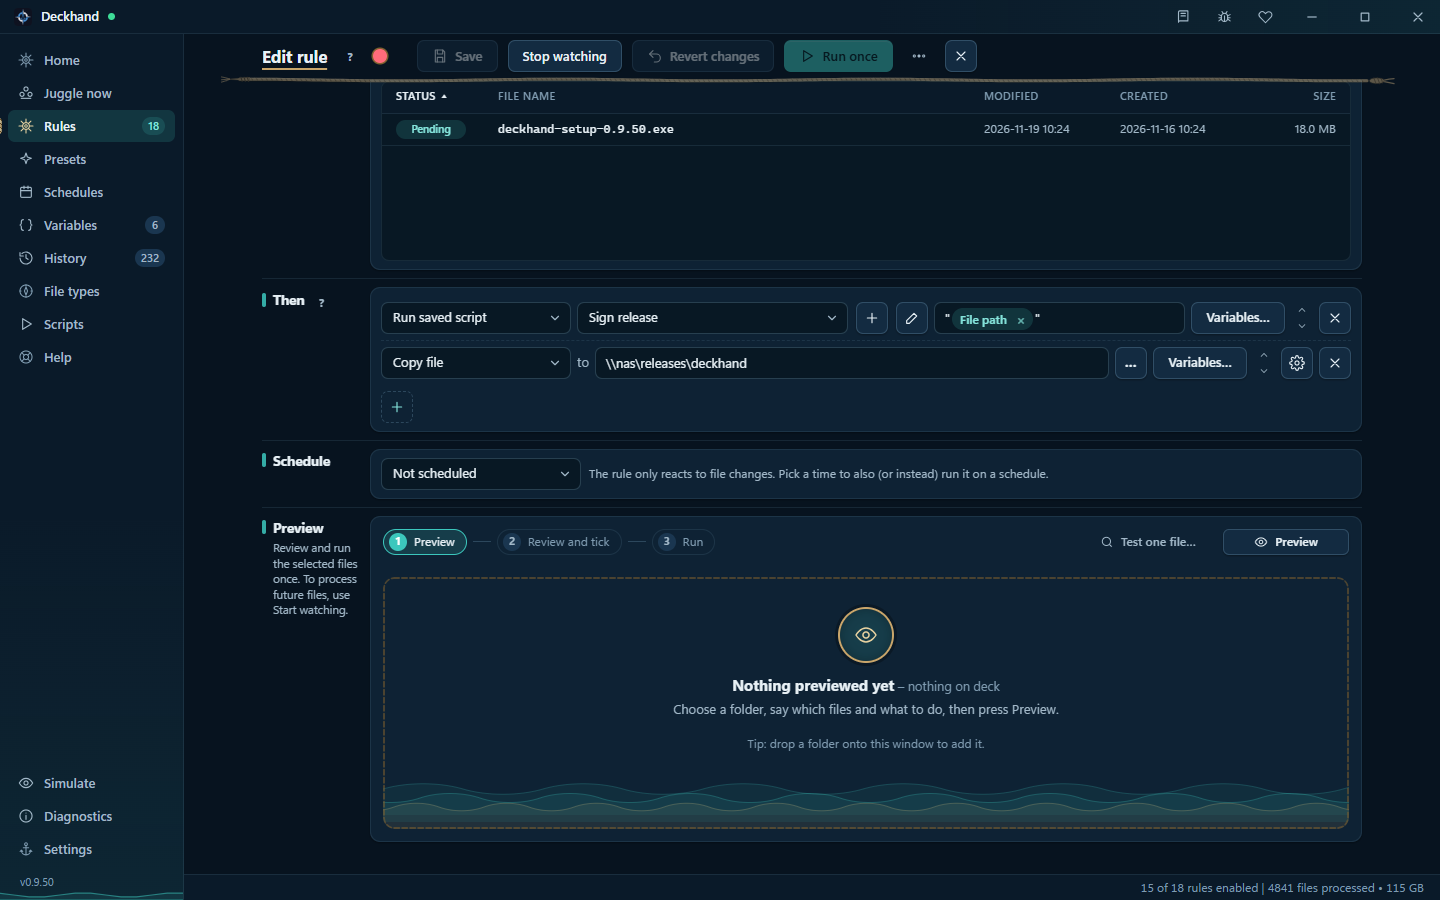 Deckhand
Home
Juggle now
Rules 18
Presets
Schedules
Variables 6
History 232
File types
Scripts
Help
Simulate
Diagnostics
Settings
v0.9.50
Edit rule ? Save Stop watching Revert changes Run once
STATUS FILE NAME MODIFIED CREATED SIZE
Pending deckhand-setup-0.9.50.exe 2026-11-19 10:24 2026-11-16 10:24 18.0 MB
Then ?
Run saved script Sign release " File path × " Variables...
Copy file to \\nas\releases\deckhand ... Variables...
Schedule
Not scheduled The rule only reacts to file changes. Pick a time to also (or instead) run it on a schedule.
Preview
Review and run
the selected files
once. To process
future files, use
Start watching.
1 Preview 2 Review and tick 3 Run Test one file... Preview
Nothing previewed yet – nothing on deck
Choose a folder, say which files and what to do, then press Preview.
Tip: drop a folder onto this window to add it.
15 of 18 rules enabled | 4841 files processed • 115 GB